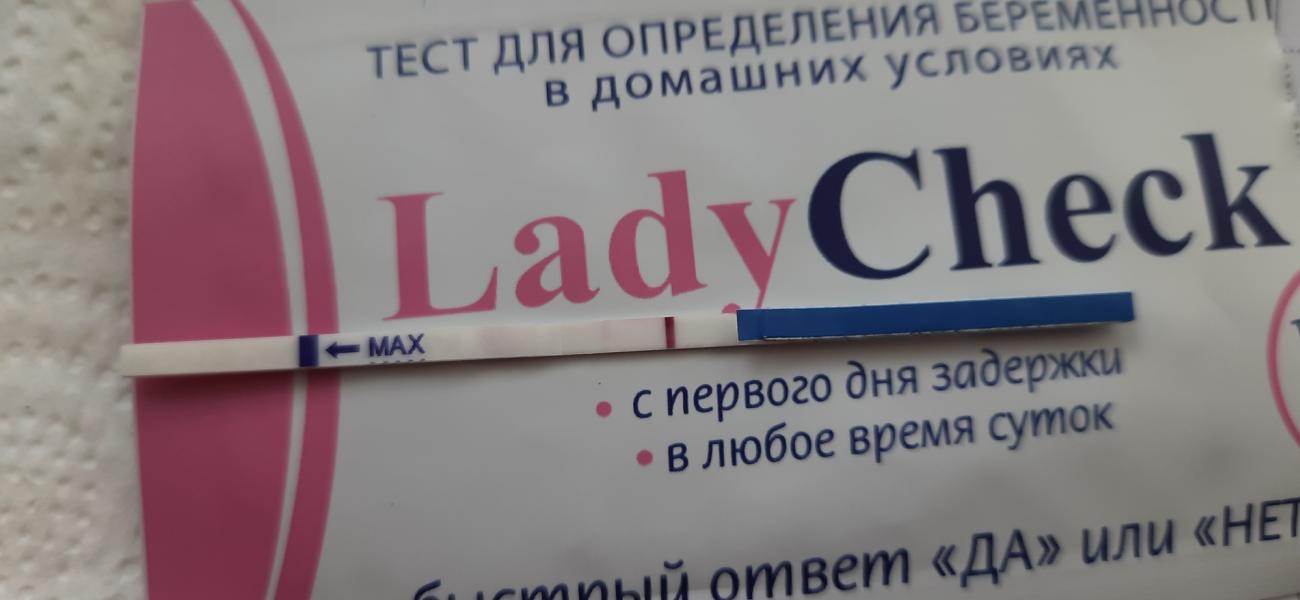 ТЕСТ ДЛЯ ОПРЕДЕЛЕНИЯ БЕРЕМЕННОСТИ
в домашних условиях
LadyCheck
MAX
• с первого дня задержки
• в любое время суток
быстрый ответ «ДА» или «НЕТ